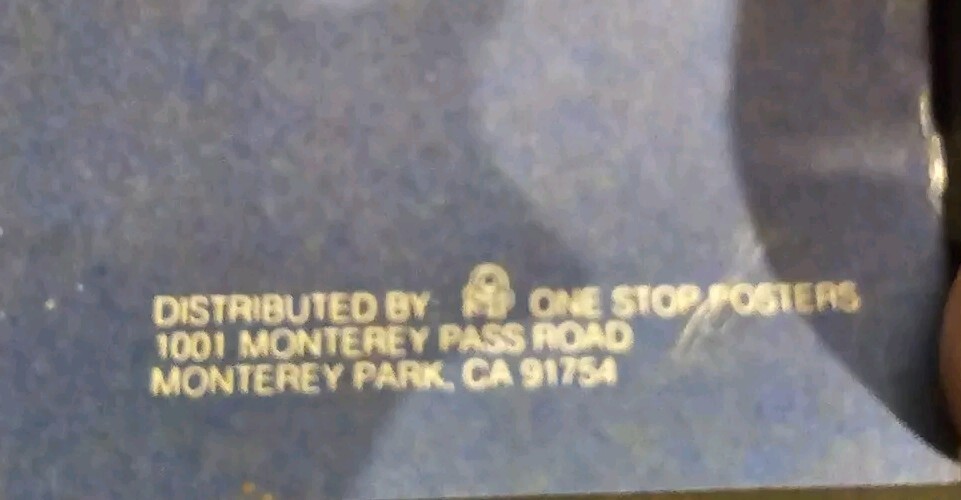 DISTRIBUTED BY ONE STOP POSTERS
1001 MONTEREY PASS ROAD
MONTEREY PARK, CA 91754